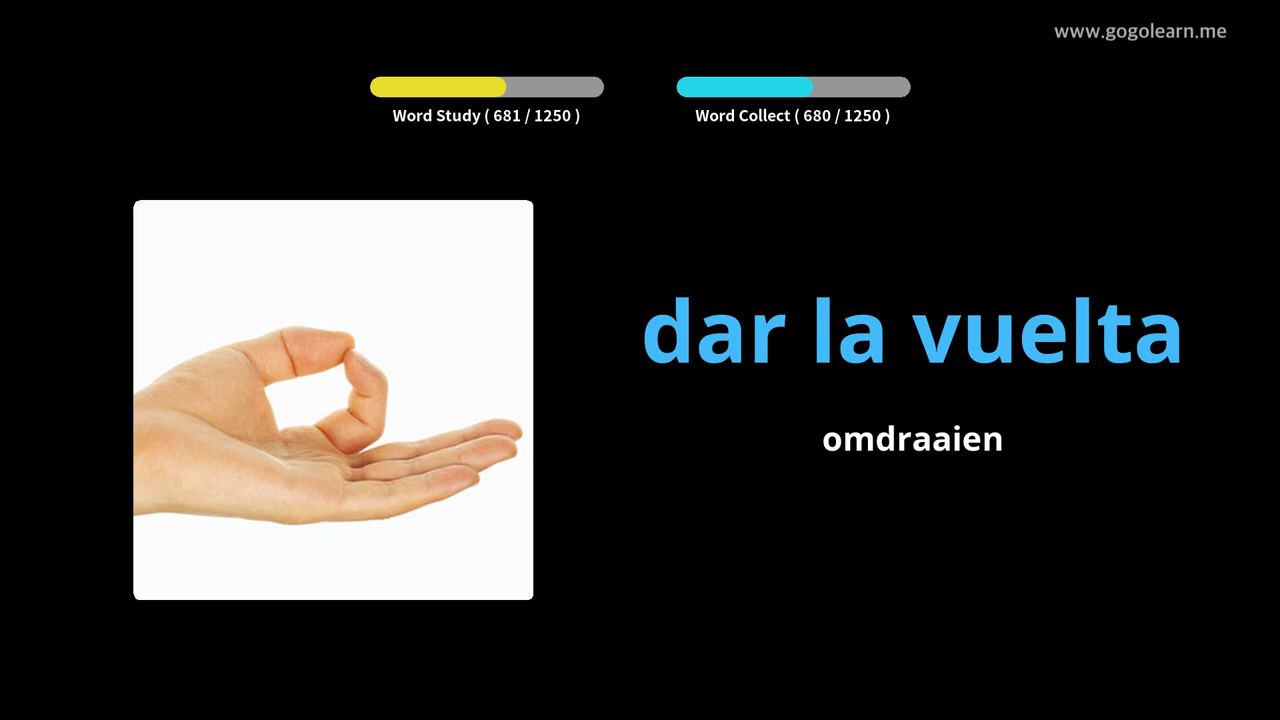 www.gogolearn.me
Word Study ( 681 / 1250 )
Word Collect ( 680 / 1250 )
dar la vuelta
omdraaien